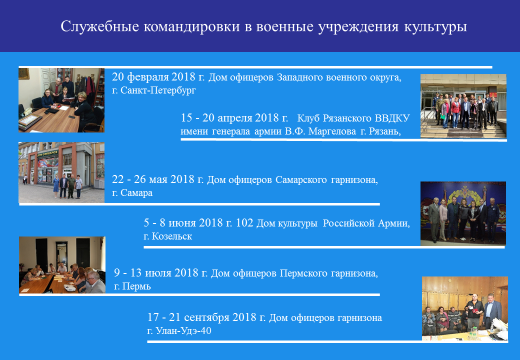 Служебные командировки в военные учреждения культуры
20 февраля 2018 г. Дом офицеров Западного военного округа,
г. Санкт-Петербург
15 - 20 апреля 2018 г. Клуб Рязанского ВВДКУ
имени генерала армии В.Ф. Маргелова г. Рязань,
22 - 26 мая 2018 г. Дом офицеров Самарского гарнизона,
г. Самара
5 - 8 июня 2018 г. 102 Дом культуры Российской Армии,
г. Козельск
9 - 13 июля 2018 г. Дом офицеров Пермского гарнизона,
г. Пермь
17 - 21 сентября 2018 г. Дом офицеров гарнизона
г. Улан-Удэ-40